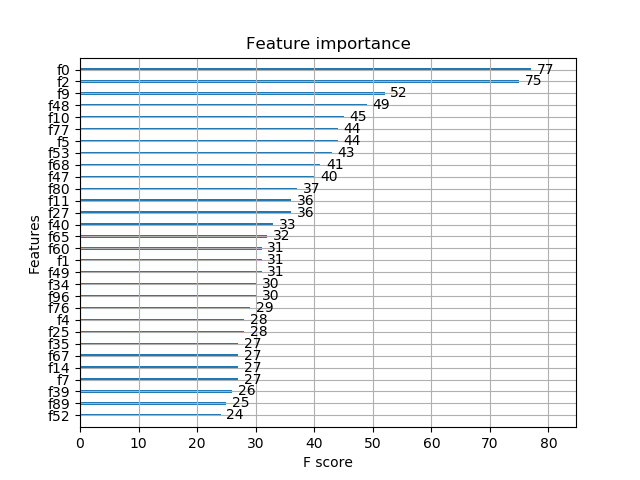 Feature importance
Features
f0 77
f2 75
f9 52
f48 49
f10 45
f77 44
f5 44
f53 43
f68 41
f47 40
f80 37
f11 36
f27 36
f40 33
f65 32
f60 31
f1 31
f49 31
f34 30
f96 30
f76 29
f4 28
f25 28
f35 27
f67 27
f14 27
f7 27
f39 26
f89 25
f52 24
0 10 20 30 40 50 60 70 80
F score